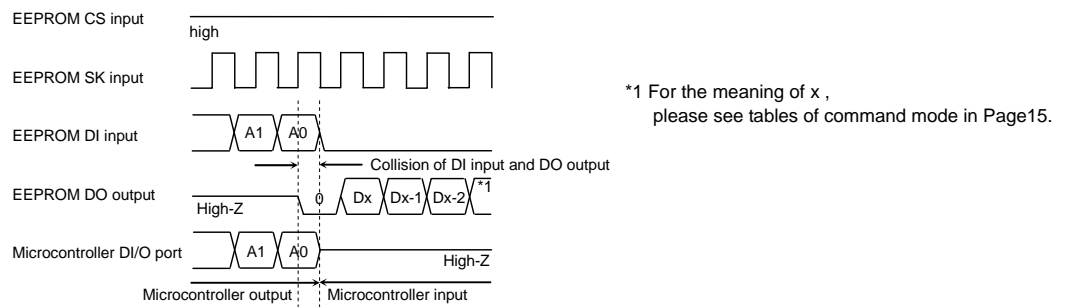 EEPROM CS input
high
EEPROM SK input
*1 For the meaning of x ,
please see tables of command mode in Page15.
EEPROM DI input
A1 A0
Collision of DI input and DO output
EEPROM DO output
High-Z
0 Dx Dx-1 Dx-2 *1
Microcontroller DI/O port
A1 A0
High-Z
Microcontroller output Microcontroller input